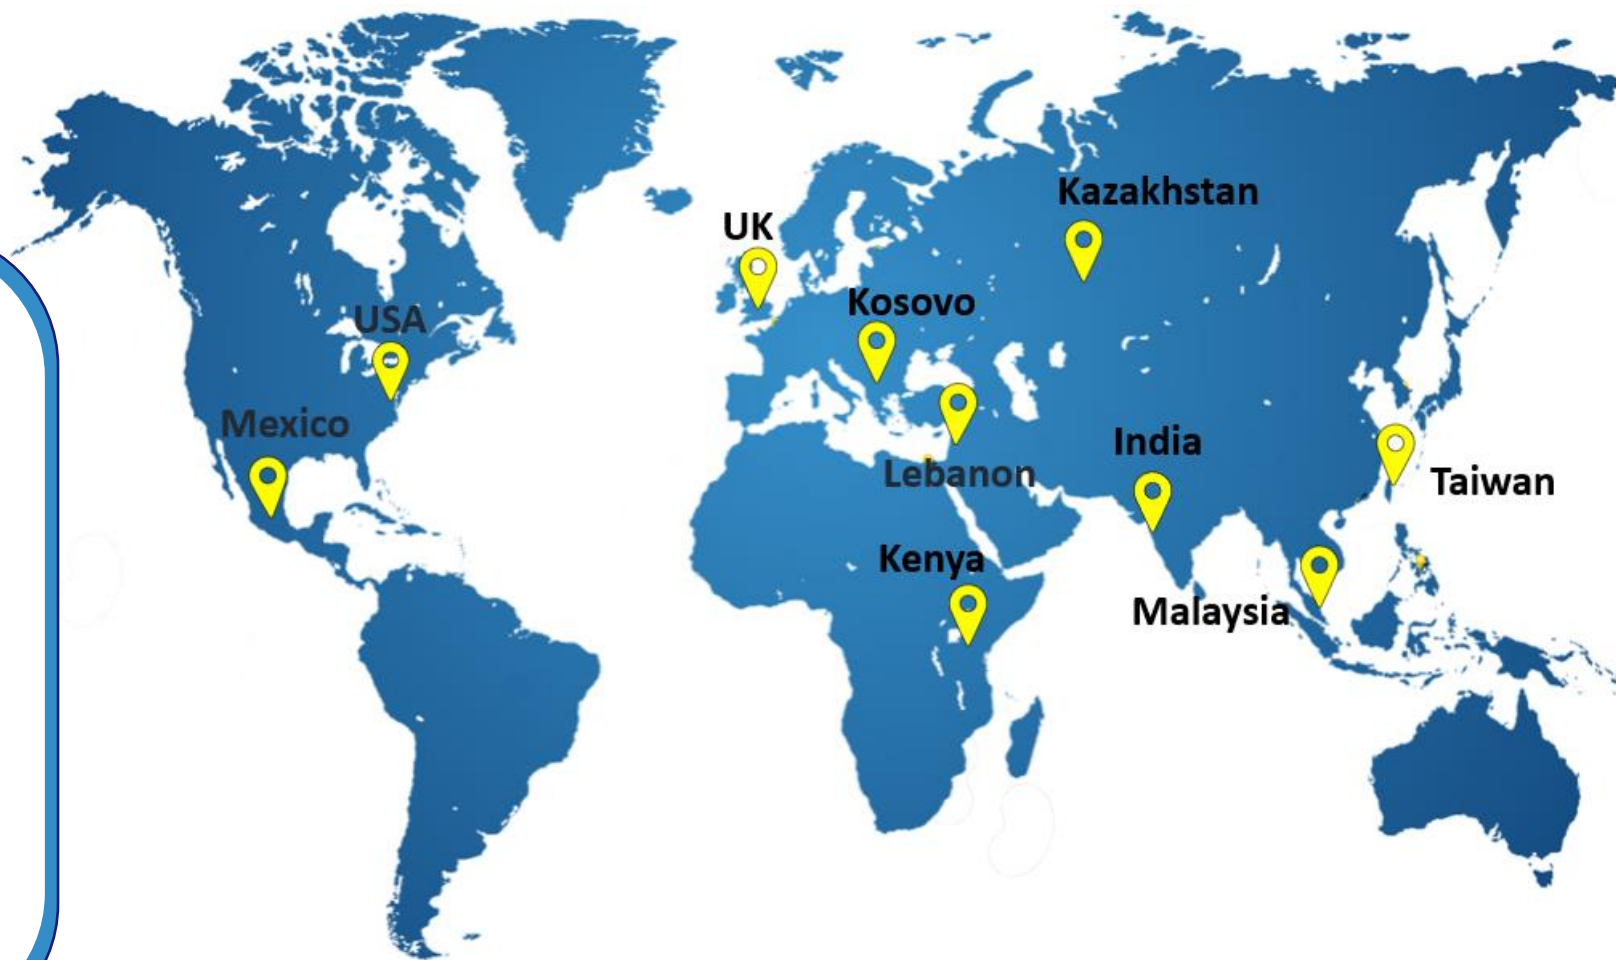 Kazakhstan
UK
Kosovo
USA
Mexico
India
Lebanon
Taiwan
Kenya
Malaysia